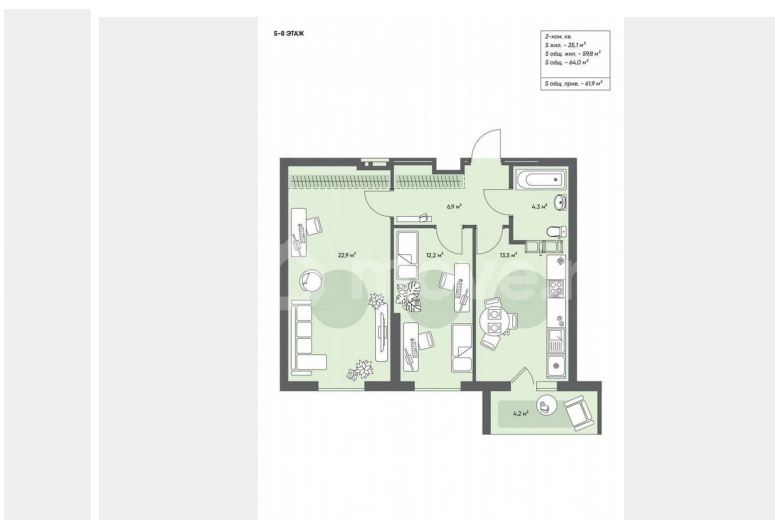 5-8 ЭТАЖ
2-ком. кв.
S жил. - 35,1 м²
S общ. жил. - 59,8 м²
S общ. - 64,0 м²
S общ. прив. - 61,9 м²
6,9 м²
4,3 м²
22,9 м²
12,2 м²
13,5 м²
move.r
4,2 м²